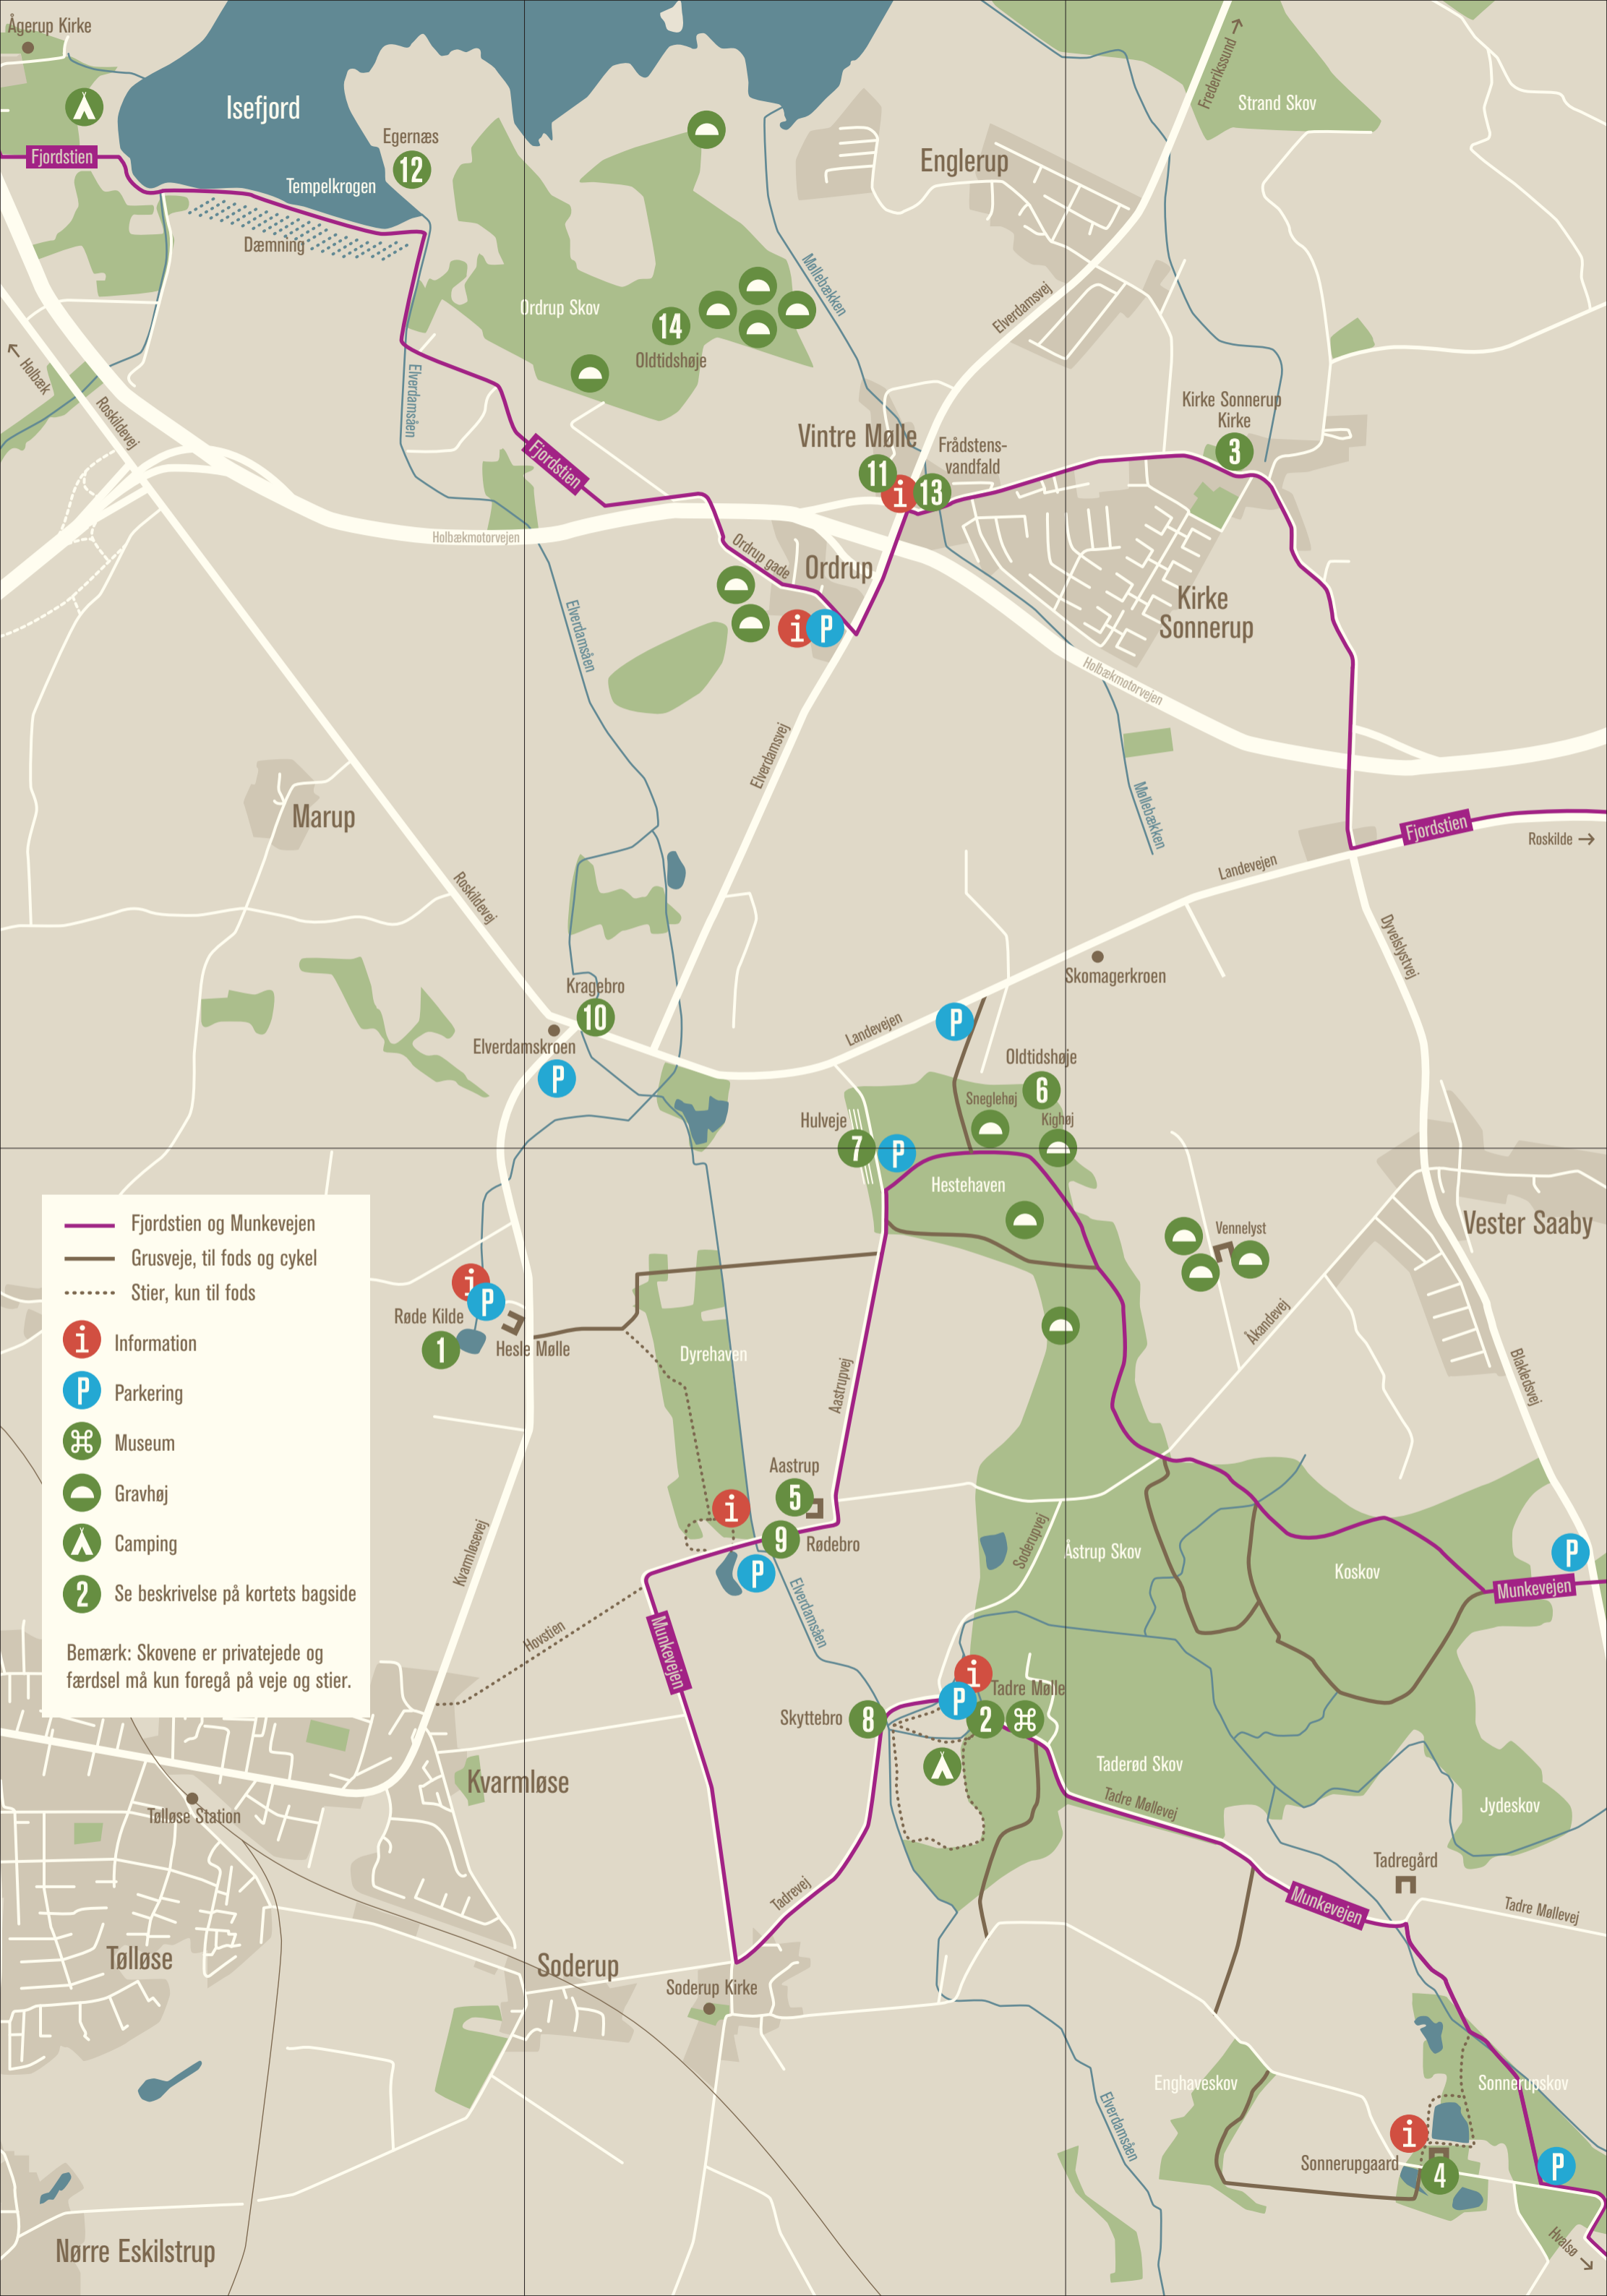 Ågerup Kirke
Isefjord
Egernæs
12
Fjordstien
Tempelkrogen
Dæmning
Englerup
Frederikssund
Strand Skov
Møllebækken
Ordrup Skov
14
Oldtidshøje
Elverdamsvej
Holbæk
Roskildevej
Elverdamsåen
Fjordstien
Vintre Mølle
11
i
13
Frådstens-
vandfald
Kirke Sonnerup
Kirke
3
Holbækmotorvejen
Ordrup gade
Ordrup
i
P
Kirke
Sonnerup
Elverdamsåen
Holbækmotorvejen
Elverdamsvej
Møllebækken
Marup
Fjordstien
Roskilde
Landevejen
Roskildevej
Dyvelslystvej
Skomagerkroen
Kragebro
10
Elverdamskroen
P
Landevejen
P
Oldtidshøje
6
Sneglehøj
Kighøj
Hulveje
7
P
Hestehaven
Vennelyst
Vester Saaby
Fjordstien og Munkevejen
Grusveje, til fods og cykel
Stier, kun til fods
i Information
P Parkering
Museum
Gravhøj
Camping
2 Se beskrivelse på kortets bagside
Bemærk: Skovene er privatejede og
færdsel må kun foregå på veje og stier.
i
P
Røde Kilde
1
Hesle Mølle
Dyrehaven
Aastrupvej
Åkandevej
Blakledsvej
Aastrup
5
i
9
Rødebro
P
Kvarmløsevej
Soderupvej
Åstrup Skov
Koskov
P
Munkevejen
Elverdamsåen
Hovstien
Munkevejen
i
P
Tadre Mølle
2
Skyttebro
8
Taderød Skov
Kvarmløse
Tølløse Station
Tadre Møllevej
Jydeskov
Tadregård
Munkevejen
Tadre Møllevej
Tadrevej
Tølløse
Soderup
Soderup Kirke
Enghaveskov
Sonnerupskov
Elverdamsåen
i
Sonnerupgaard
4
P
Nørre Eskilstrup
Hvalsø